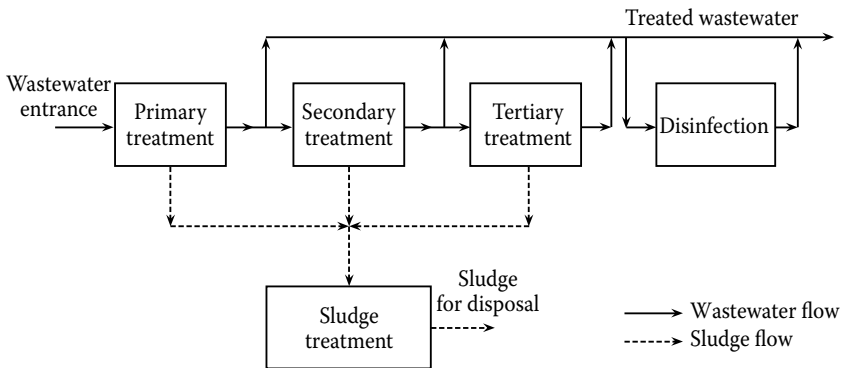 Treated wastewater
Wastewater
entrance
Primary
treatment
Secondary
treatment
Tertiary
treatment
Disinfection
Sludge
treatment
Sludge
for disposal
Wastewater flow
Sludge flow